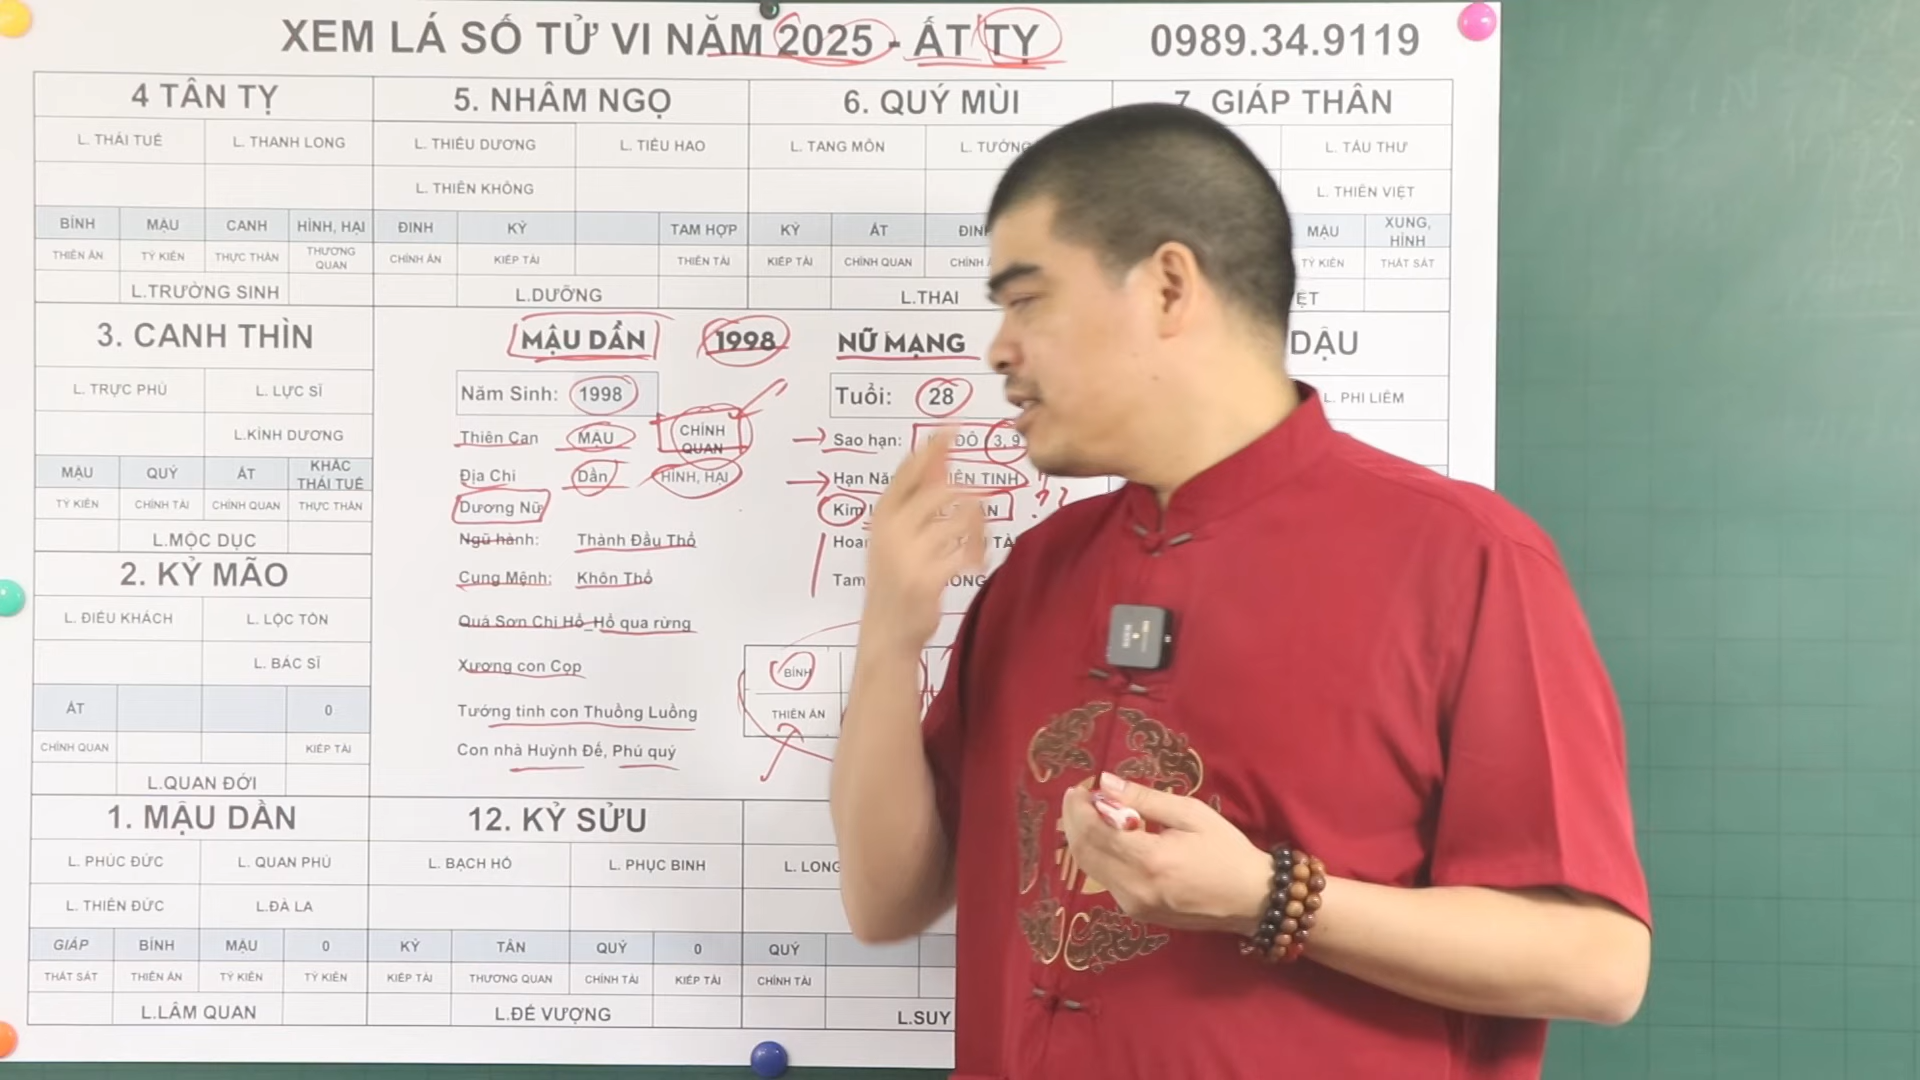 XEM LÁ SỐ TỬ VI NĂM 2025 - ẤT TỴ 0989.34.9119
4 TÂN TỴ
L. THÁI TUẾ L. THANH LONG
BÍNH MẬU CANH HÌNH, HẠI
THIÊN ẤN TỶ KIÊN THỰC THẦN THƯƠNG QUAN
L.TRƯỜNG SINH
5. NHÂM NGỌ
L. THIẾU DƯƠNG L. TIỂU HAO
L. THIÊN KHÔNG
ĐINH KỶ TAM HỢP
CHÍNH ẤN KIẾP TÀI THIÊN TÀI
L.DƯỠNG
6. QUÝ MÙI
L. TANG MÔN L. TƯỚNG
KỶ ẤT ĐINH
KIẾP TÀI CHÍNH QUAN CHÍNH
L.THAI
7. GIÁP THÂN
L. TẤU THƯ
L. THIÊN VIỆT
MẬU XUNG, HÌNH
TỶ KIÊN THẤT SÁT
3. CANH THÌN
L. TRỰC PHÙ L. LỰC SĨ
L.KÌNH DƯƠNG
MẬU QUÝ ẤT KHẮC THÁI TUẾ
TỶ KIÊN CHÍNH TÀI CHÍNH QUAN THỰC THẦN
L.MỘC DỤC
MẬU DẦN 1998 NỮ MẠNG
Năm Sinh: 1998 Tuổi: 28
Thiên Can MẬU CHÍNH QUAN Sao hạn: ĐÔ 3, 9
Địa Chi Dần HÌNH, HẠI TINH
Dương Nữ Kim
Ngũ hành: Thành Đầu Thổ
Cung Mệnh: Khôn Thổ Tam
Quá Sơn Chi Hổ_Hổ qua rừng
Xương con Cọp
Tướng tinh con Thuồng Luồng
Con nhà Huỳnh Đế, Phú quý
BÍNH
THIÊN ẤN
DẬU
L. PHI LIÊM
2. KỶ MÃO
L. ĐIẾU KHÁCH L. LỘC TỒN
L. BÁC SĨ
ẤT 0
CHÍNH QUAN KIẾP TÀI
L.QUAN ĐỚI
1. MẬU DẦN
L. PHÚC ĐỨC L. QUAN PHỦ
L. THIÊN ĐỨC L.ĐÀ LA
GIÁP BÍNH MẬU 0
THẤT SÁT THIÊN ẤN TỶ KIÊN TỶ KIÊN
L.LÂM QUAN
12. KỶ SỬU
L. BẠCH HỔ L. PHỤC BINH
KỶ TÂN QUÝ 0
KIẾP TÀI THƯƠNG QUAN CHÍNH TÀI KIẾP TÀI
L.ĐẾ VƯỢNG
L. LONG
QUÝ
CHÍNH TÀI
L.SUY